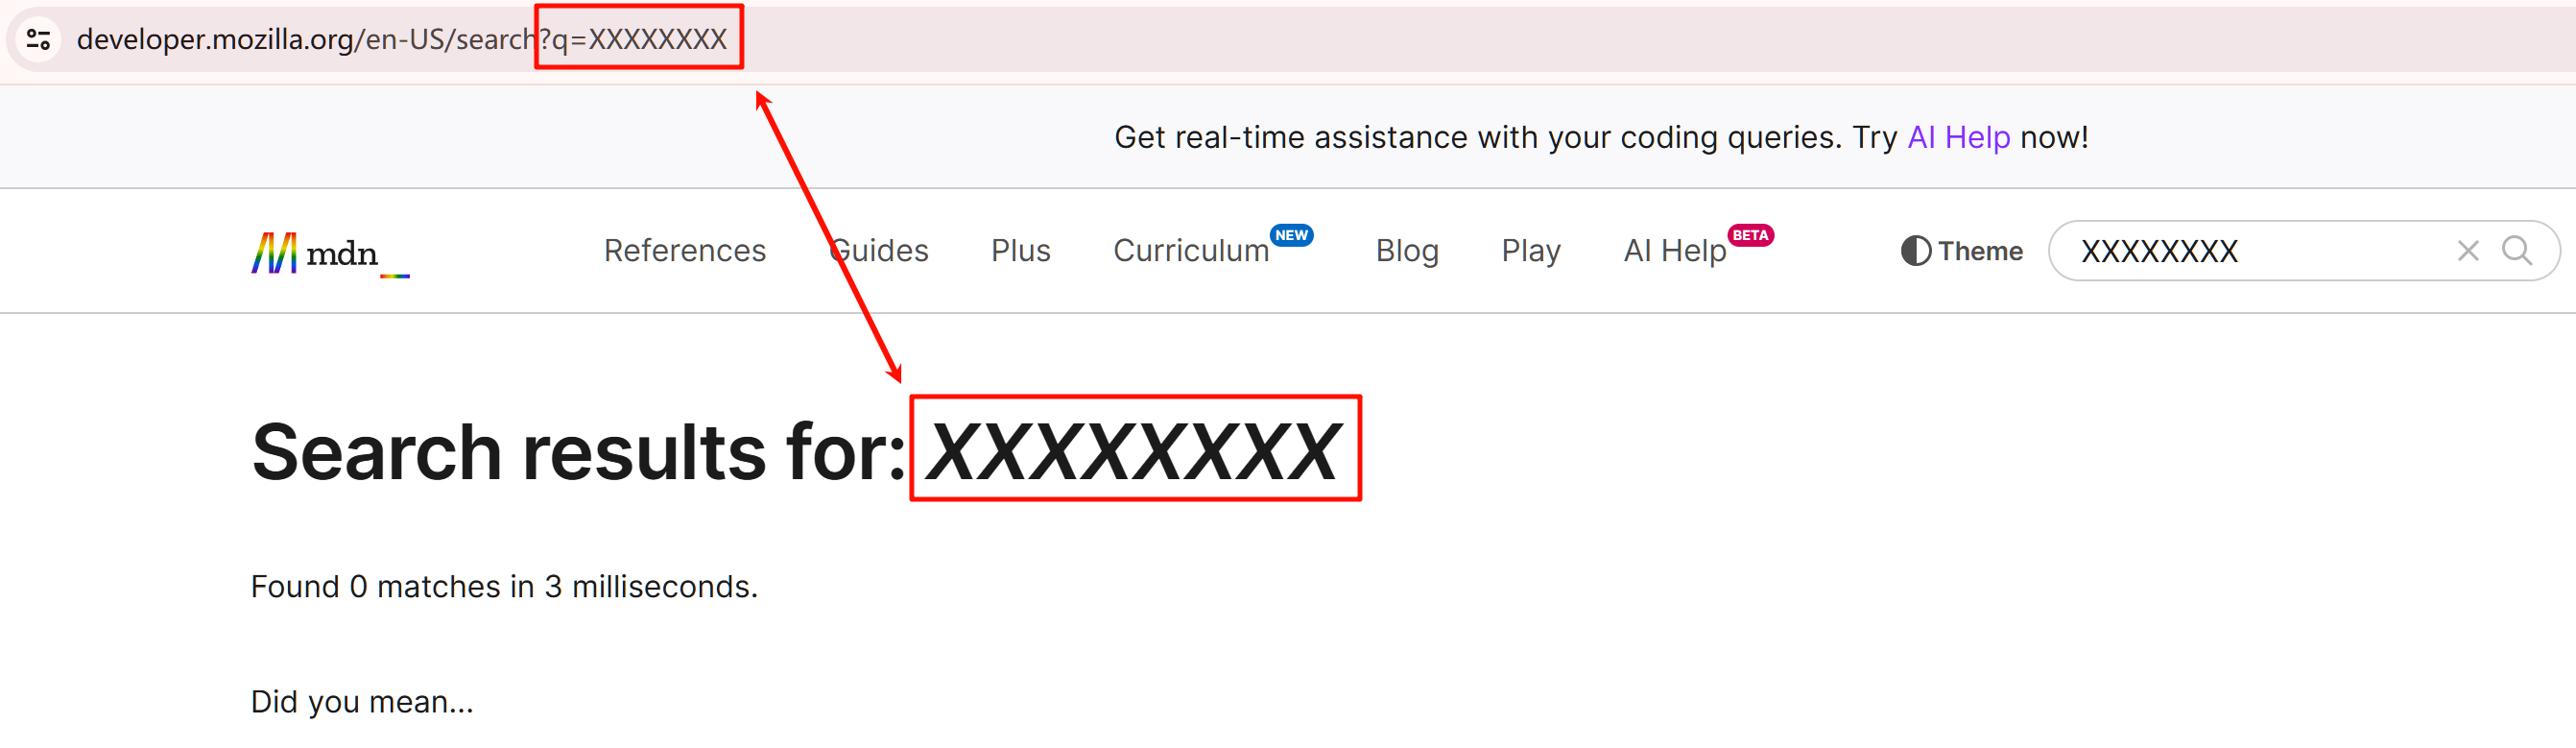 developer.mozilla.org/en-US/search?q=XXXXXXXX
Get real-time assistance with your coding queries. Try AI Help now!
mdn_ References Guides Plus Curriculum NEW Blog Play AI Help BETA Theme XXXXXXXX
Search results for: XXXXXXXX
Found 0 matches in 3 milliseconds.
Did you mean...